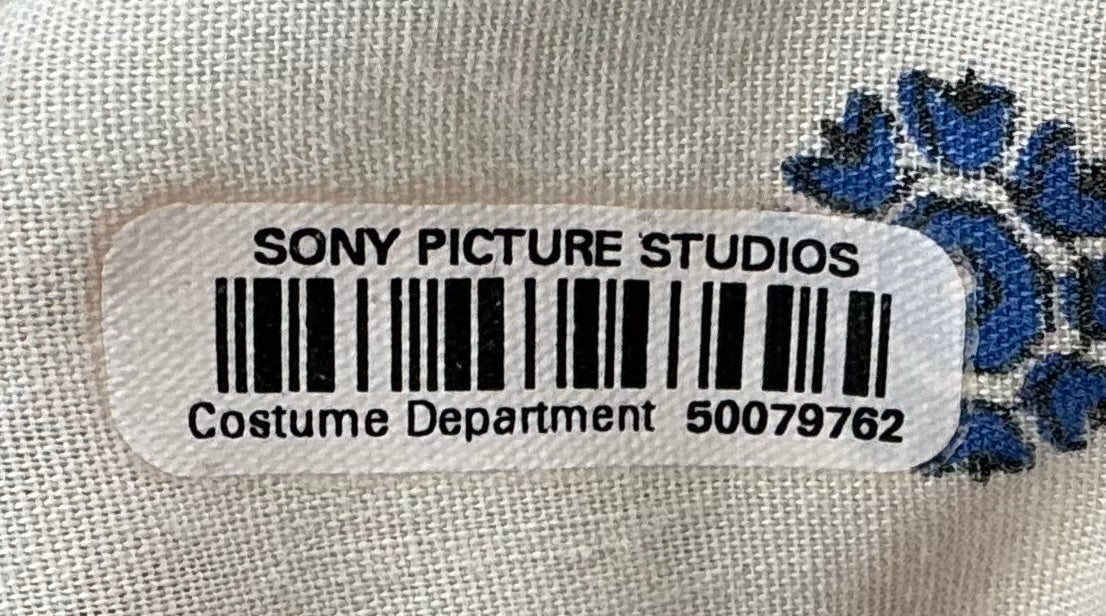 SONY PICTURE STUDIOS
Costume Department 50079762